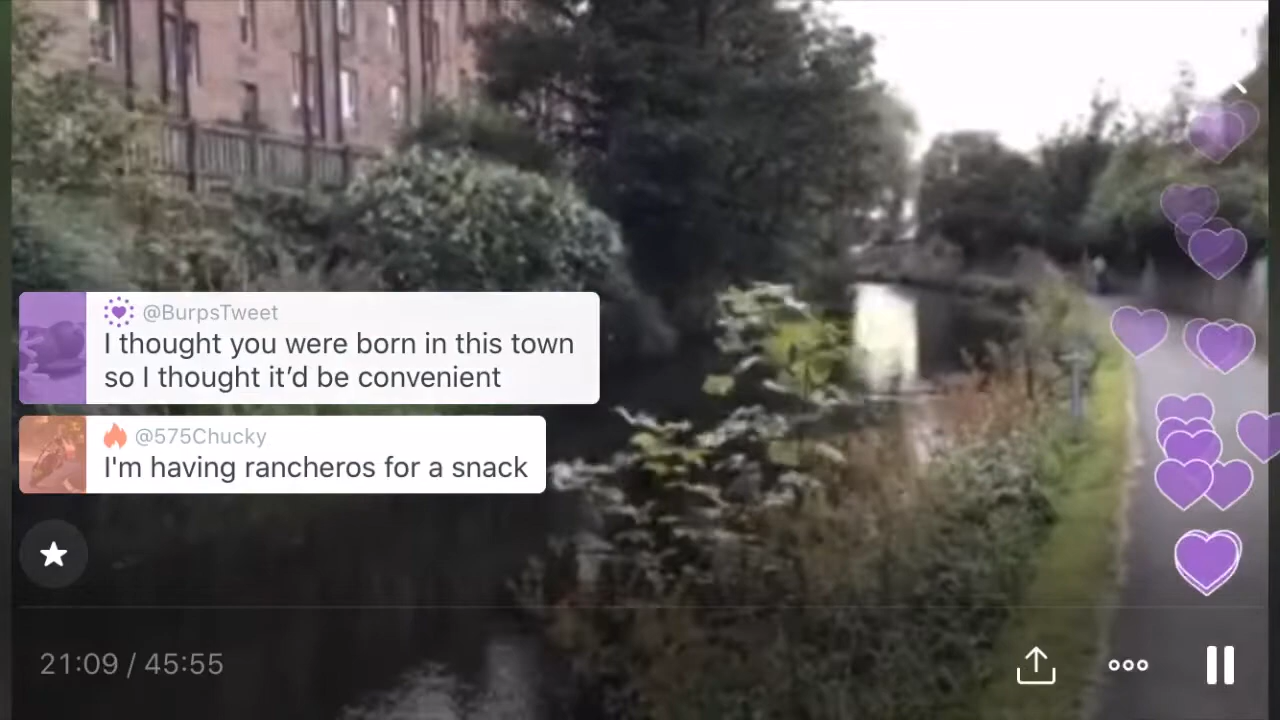 @BurpsTweet
I thought you were born in this town
so I thought it’d be convenient
@575Chucky
I'm having rancheros for a snack
21:09 / 45:55